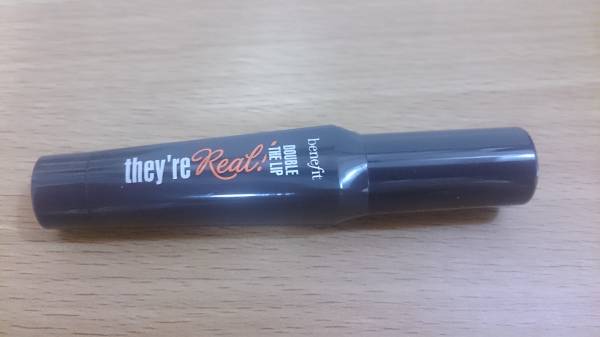 they're Real!
DOUBLE
THE LIP
benefit